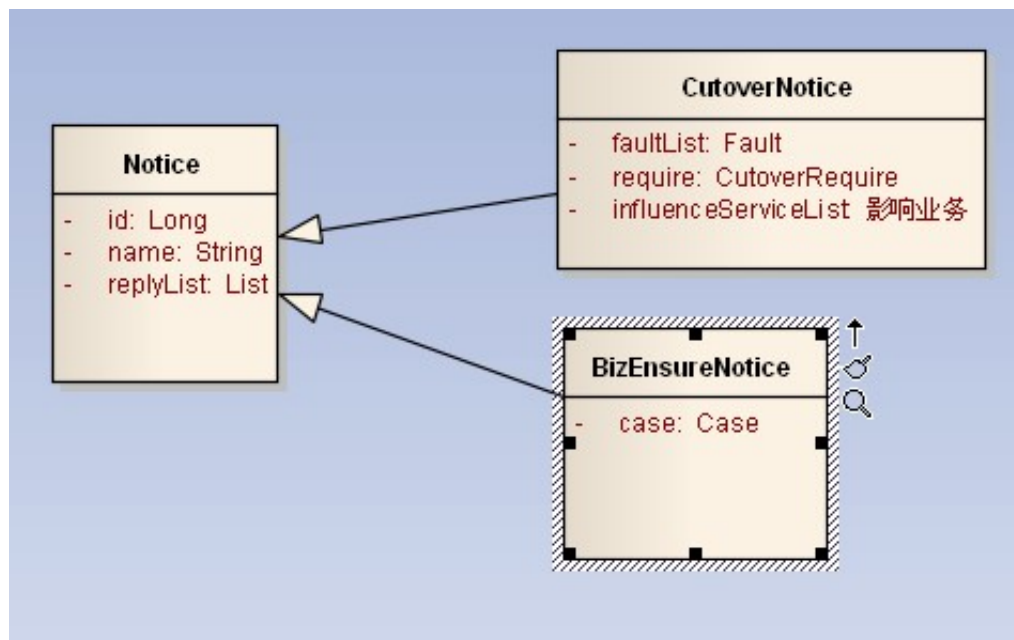 Notice
- id: Long
- name: String
- replyList: List
CutoverNotice
- faultList: Fault
- require: CutoverRequire
- influenceServiceList 影响业务
BizEnsureNotice
- case: Case